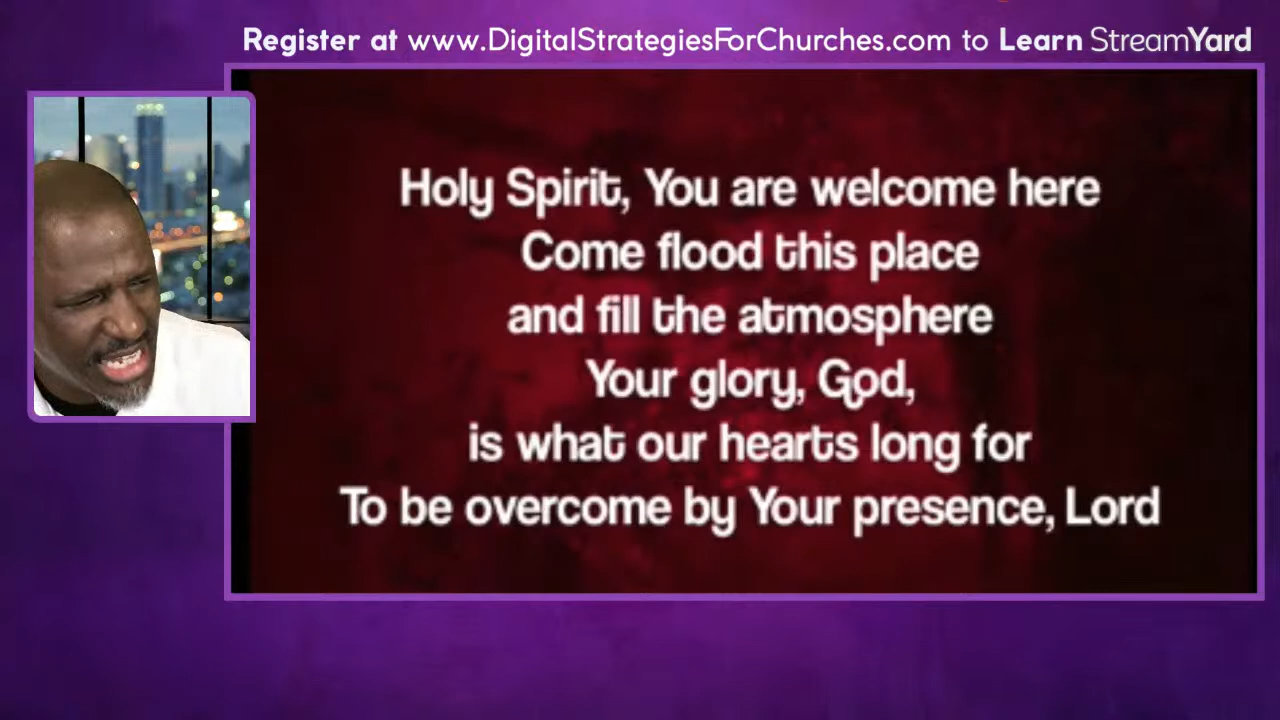 Register at www.DigitalStrategiesForChurches.com to Learn StreamYard
Holy Spirit, You are welcome here
Come flood this place
and fill the atmosphere
Your glory, God,
is what our hearts long for
To be overcome by Your presence, Lord